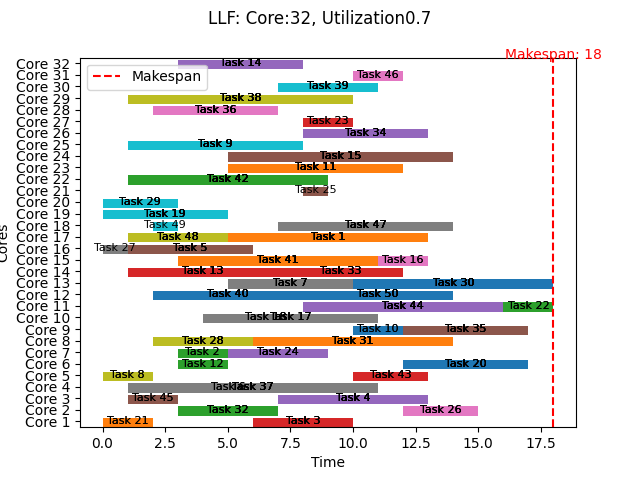 LLF: Core:32, Utilization0.7
Makespan: 18
Makespan
Core 32 Task 14
Core 31 Task 46
Core 30 Task 39
Core 29 Task 38
Core 28 Task 36
Core 27 Task 23
Core 26 Task 34
Core 25 Task 9
Core 24 Task 15
Core 23 Task 11
Core 22 Task 42
Core 21 Task 25
Core 20 Task 29
Core 19 Task 19
Core 18 Task 49 Task 47
Core 17 Task 48 Task 1
Core 16 Task 27 Task 5
Core 15 Task 41 Task 16
Core 14 Task 13 Task 33
Core 13 Task 7 Task 30
Core 12 Task 40 Task 50
Core 11 Task 44 Task 22
Core 10 Task 17
Core 9 Task 10 Task 35
Core 8 Task 28 Task 31
Core 7 Task 2 Task 24
Core 6 Task 12 Task 20
Core 5 Task 8 Task 43
Core 4 Task 37
Core 3 Task 45 Task 4
Core 2 Task 32 Task 26
Core 1 Task 21 Task 3
0.0 2.5 5.0 7.5 10.0 12.5 15.0 17.5
Time
Cores